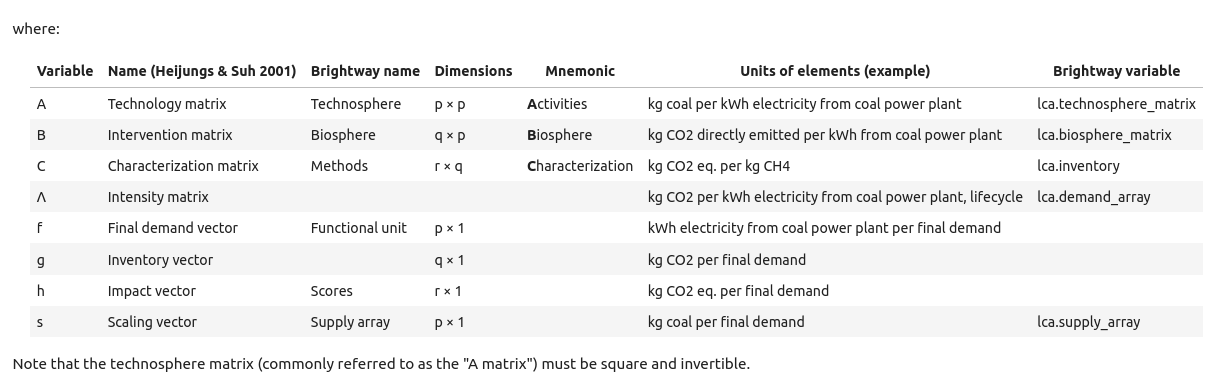 where:
Variable Name (Heijungs & Suh 2001) Brightway name Dimensions Mnemonic Units of elements (example) Brightway variable
A Technology matrix Technosphere p × p Activities kg coal per kWh electricity from coal power plant lca.technosphere_matrix
B Intervention matrix Biosphere q × p Biosphere kg CO2 directly emitted per kWh from coal power plant lca.biosphere_matrix
C Characterization matrix Methods r × q Characterization kg CO2 eq. per kg CH4 lca.inventory
Λ Intensity matrix kg CO2 per kWh electricity from coal power plant, lifecycle lca.demand_array
f Final demand vector Functional unit p × 1 kWh electricity from coal power plant per final demand
g Inventory vector q × 1 kg CO2 per final demand
h Impact vector Scores r × 1 kg CO2 eq. per final demand
s Scaling vector Supply array p × 1 kg coal per final demand lca.supply_array
Note that the technosphere matrix (commonly referred to as the "A matrix") must be square and invertible.